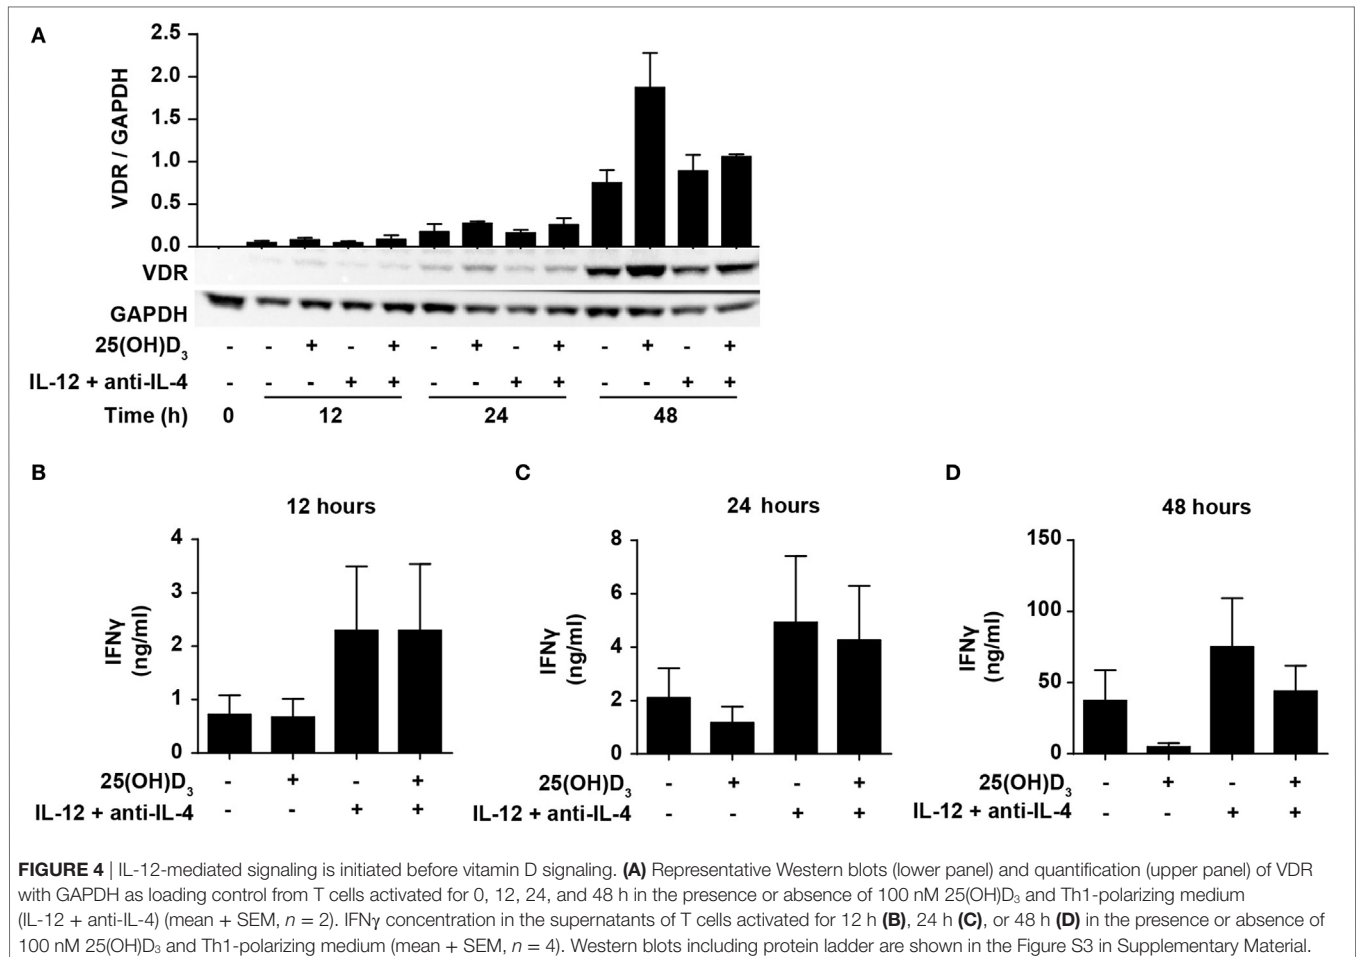 A
2.5
2.0
1.5
1.0
0.5
0.0
VDR / GAPDH
VDR
GAPDH
25(OH)D₃ - - + - + - + - + - + - +
IL-12 + anti-IL-4 - - - + + - - + + - - + +
Time (h) 0 12 24 48
B
12 hours
4
3
2
1
0
IFNγ
(ng/ml)
25(OH)D₃ - + - +
IL-12 + anti-IL-4 - - + +
C
24 hours
8
6
4
2
0
IFNγ
(ng/ml)
25(OH)D₃ - + - +
IL-12 + anti-IL-4 - - + +
D
48 hours
150
100
50
0
IFNγ
(ng/ml)
25(OH)D₃ - + - +
IL-12 + anti-IL-4 - - + +
FIGURE 4 | IL-12-mediated signaling is initiated before vitamin D signaling. (A) Representative Western blots (lower panel) and quantification (upper panel) of VDR
with GAPDH as loading control from T cells activated for 0, 12, 24, and 48 h in the presence or absence of 100 nM 25(OH)D₃ and Th1-polarizing medium
(IL-12 + anti-IL-4) (mean + SEM, n = 2). IFNγ concentration in the supernatants of T cells activated for 12 h (B), 24 h (C), or 48 h (D) in the presence or absence of
100 nM 25(OH)D₃ and Th1-polarizing medium (mean + SEM, n = 4). Western blots including protein ladder are shown in the Figure S3 in Supplementary Material.